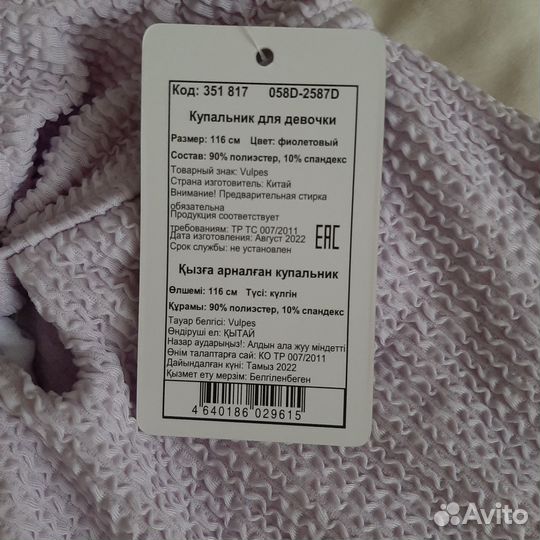 Код: 351 817 058D-2587D
Купальник для девочки
Размер: 116 см Цвет: фиолетовый
Состав: 90% полиэстер, 10% спандекс
Товарный знак: Vulpes
Страна изготовитель: Китай
Внимание! Предварительная стирка
обязательна
Продукция соответствует
требованиям: ТР ТС 007/2011
Дата изготовления: Август 2022
Срок службы: не установлен
EAC
Қызға арналған купальник
Өлшемі: 116 см Түсі: күлгін
Құрамы: 90% полиэстер, 10% спандекс
Тауар белгісі: Vulpes
Өндіруші ел: ҚЫТАЙ
Назар аударыңыз!: Алдын ала жуу міндетті
Өнім талаптарға сай: КО ТР 007/2011
Дайындалған күні: Тамыз 2022
Қызмет ету мерзім: Белгіленбеген
4 640186 029615
Avito